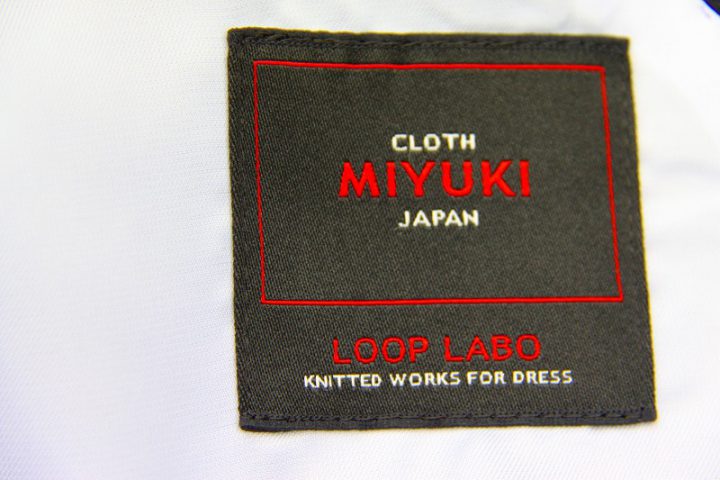 CLOTH
MIYUKI
JAPAN
LOOP LABO
KNITTED WORKS FOR DRESS